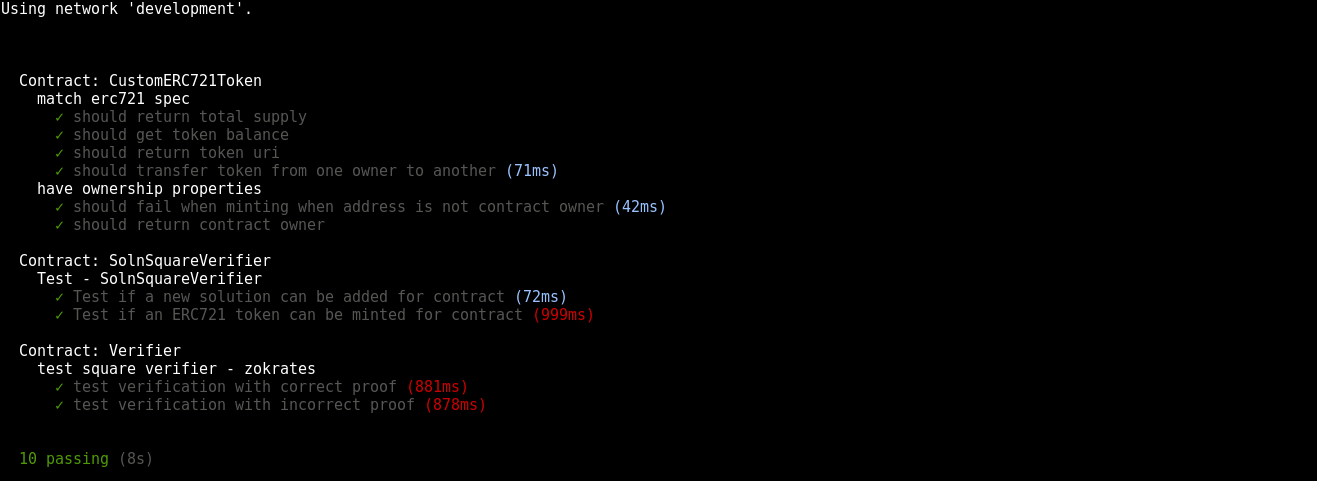 Using network 'development'.
Contract: CustomERC721Token
match erc721 spec
✓ should return total supply
✓ should get token balance
✓ should return token uri
✓ should transfer token from one owner to another (71ms)
have ownership properties
✓ should fail when minting when address is not contract owner (42ms)
✓ should return contract owner
Contract: SolnSquareVerifier
Test - SolnSquareVerifier
✓ Test if a new solution can be added for contract (72ms)
✓ Test if an ERC721 token can be minted for contract (999ms)
Contract: Verifier
test square verifier - zokrates
✓ test verification with correct proof (881ms)
✓ test verification with incorrect proof (878ms)
10 passing (8s)